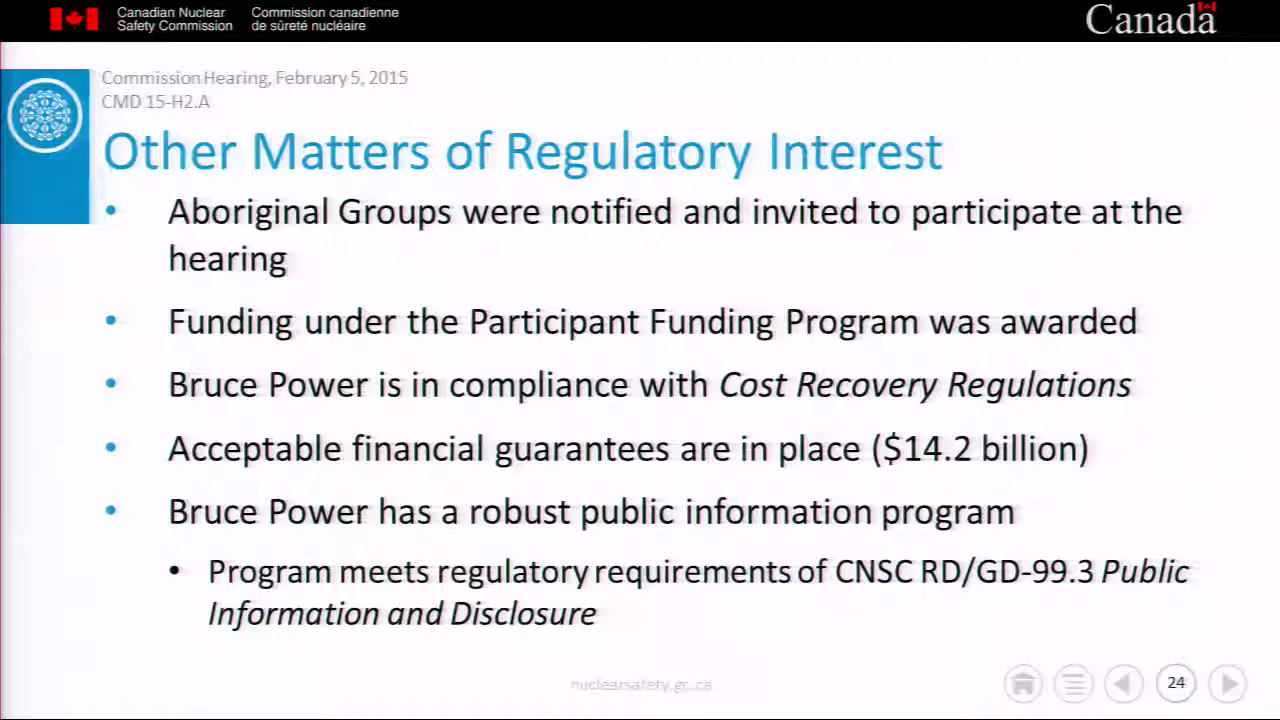 Canadian Nuclear
Safety Commission
Commission canadienne
de sûreté nucléaire
Canada
Commission Hearing, February 5, 2015
CMD 15-H2.A
Other Matters of Regulatory Interest
• Aboriginal Groups were notified and invited to participate at the
hearing
• Funding under the Participant Funding Program was awarded
• Bruce Power is in compliance with Cost Recovery Regulations
• Acceptable financial guarantees are in place ($14.2 billion)
• Bruce Power has a robust public information program
• Program meets regulatory requirements of CNSC RD/GD-99.3 Public
Information and Disclosure
nuclearsafety.gc.ca
24